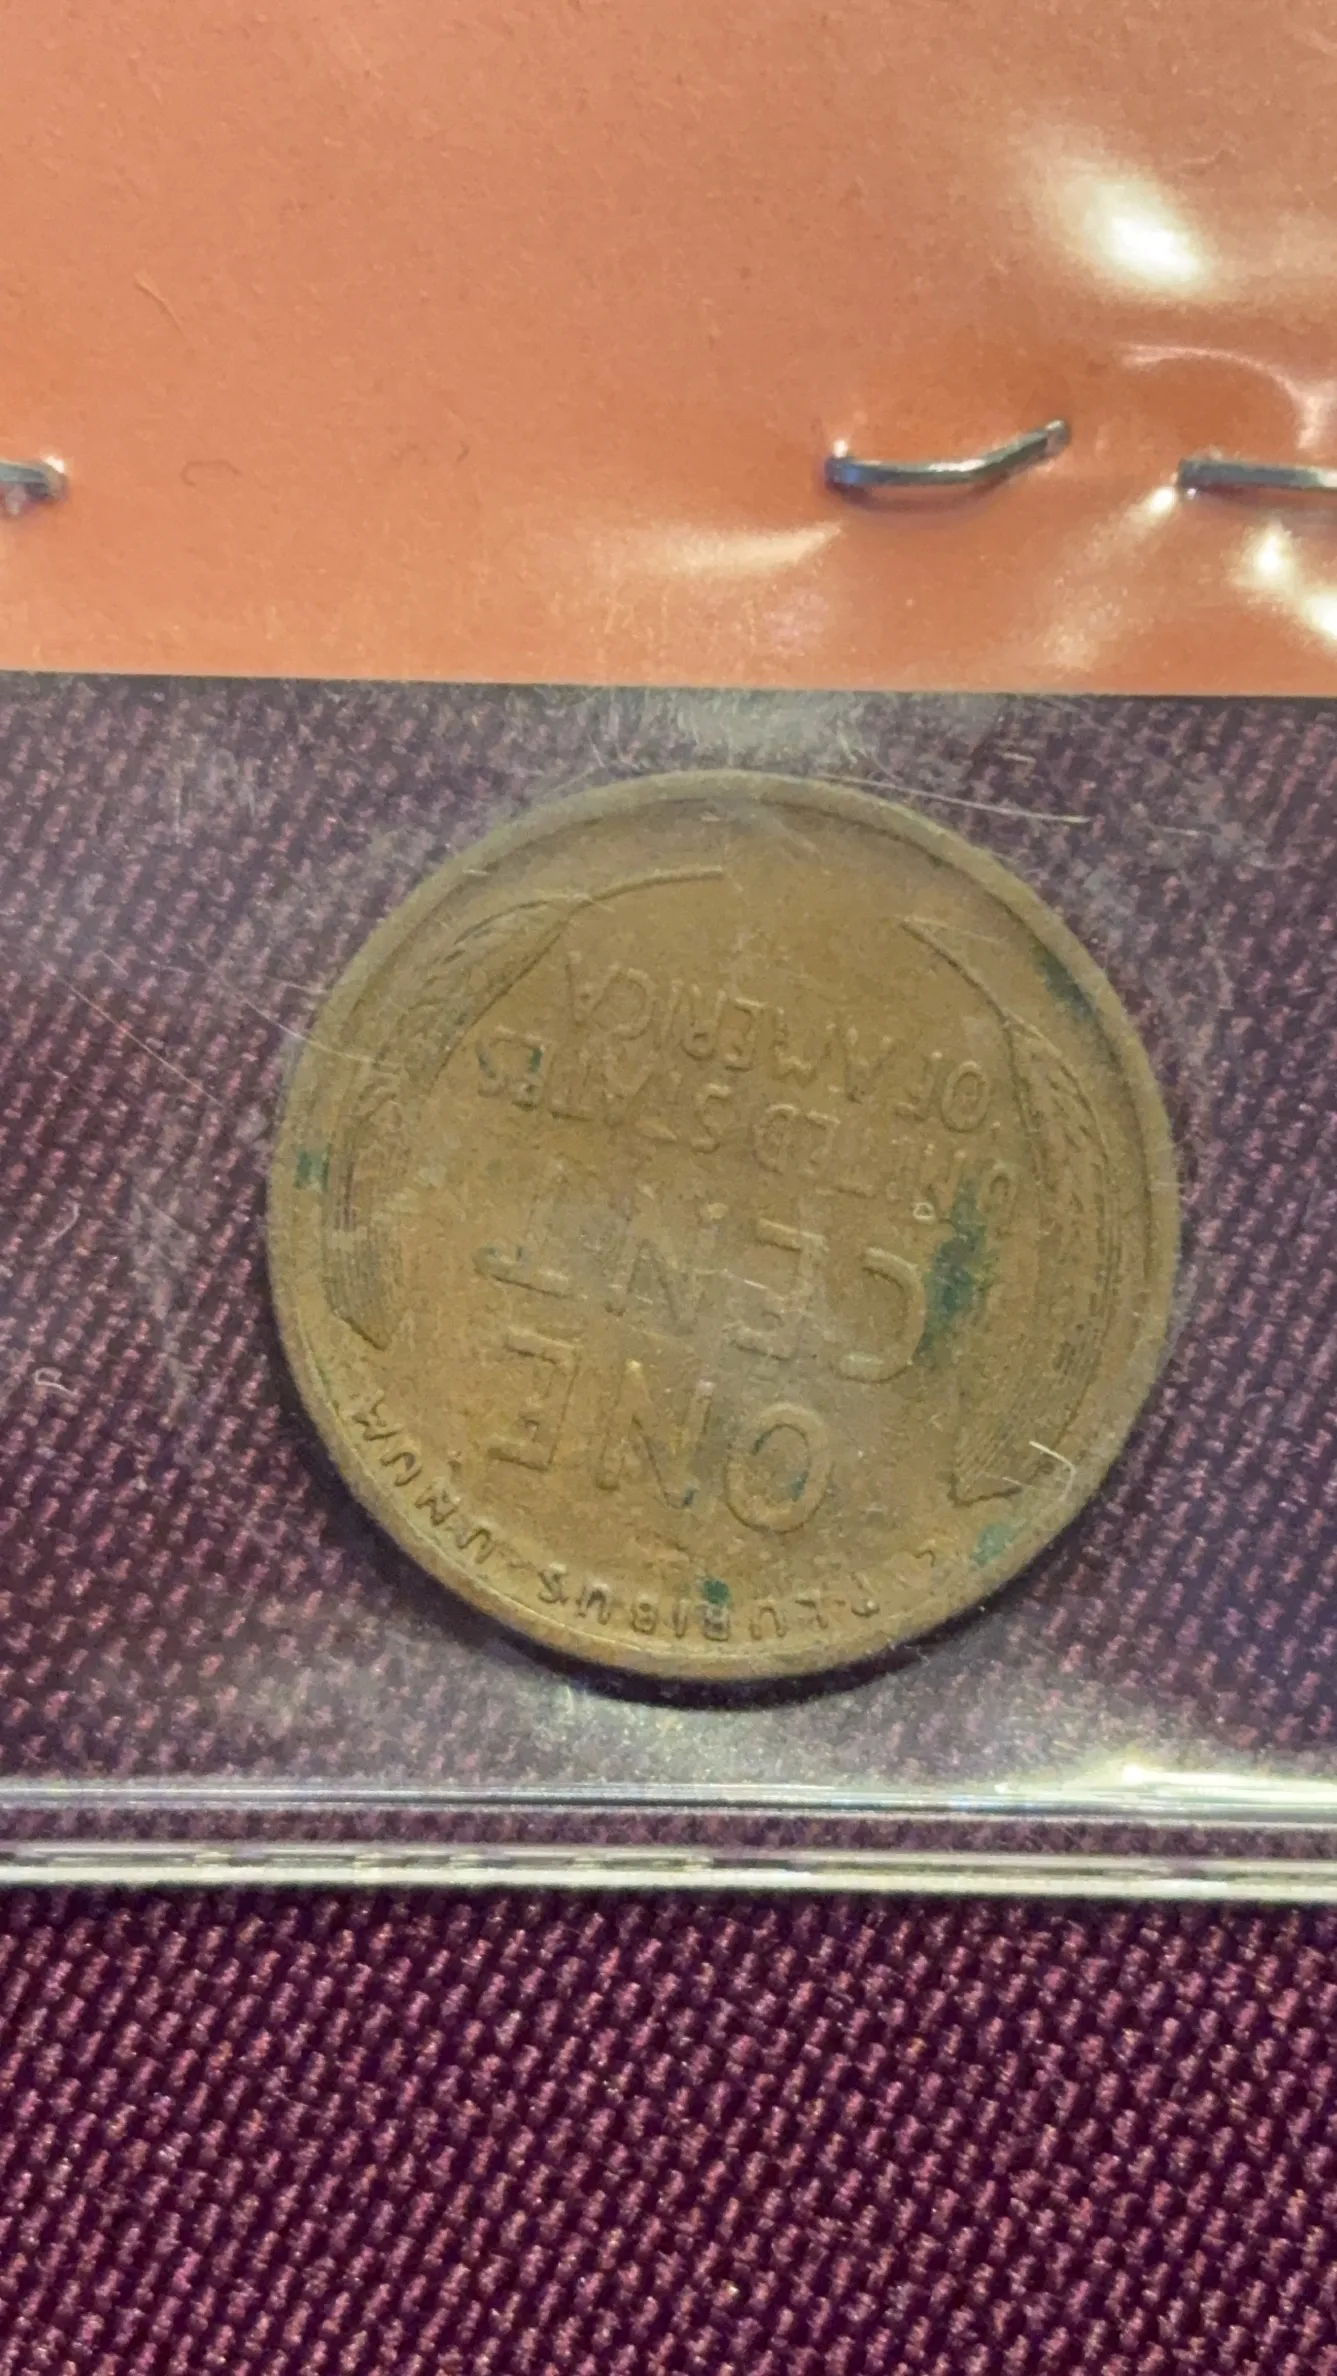 E·PLURIBUS·UNUM
ONE
CENT
UNITED STATES
OF AMERICA